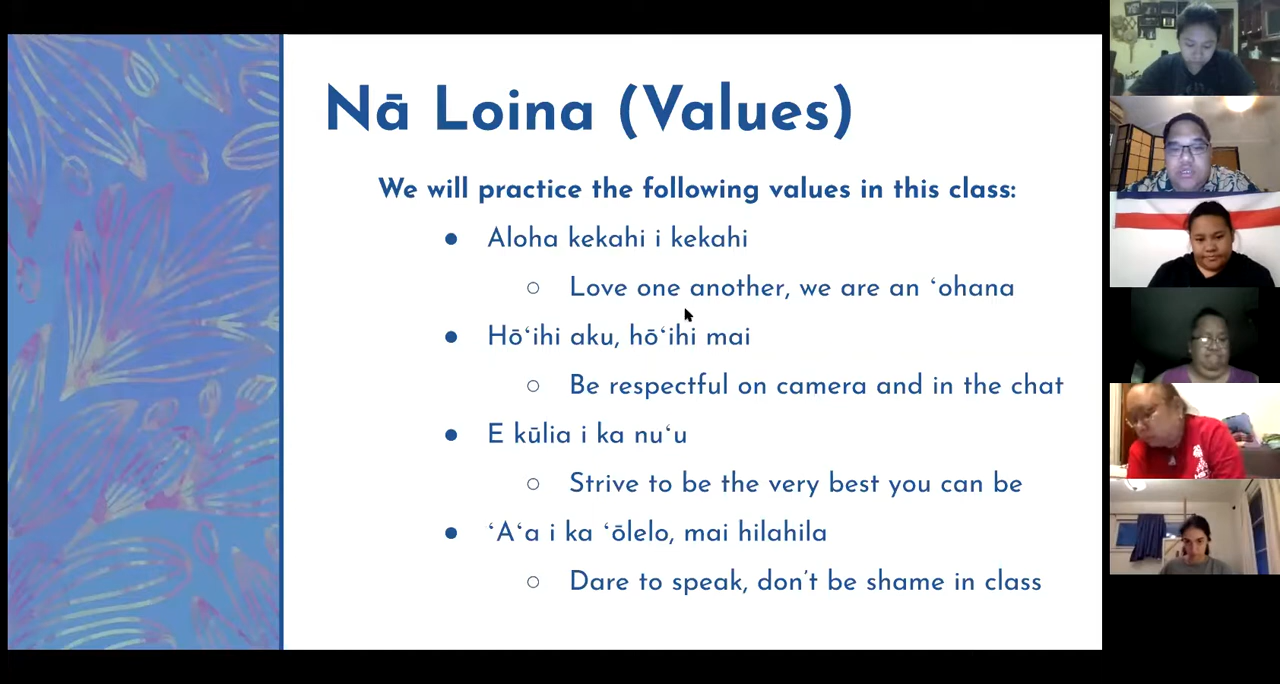 Nā Loina (Values)
We will practice the following values in this class:
● Aloha kekahi i kekahi
○ Love one another, we are an ʻohana
● Hōʻihi aku, hōʻihi mai
○ Be respectful on camera and in the chat
● E kūlia i ka nuʻu
○ Strive to be the very best you can be
● ʻAʻa i ka ʻōlelo, mai hilahila
○ Dare to speak, don't be shame in class